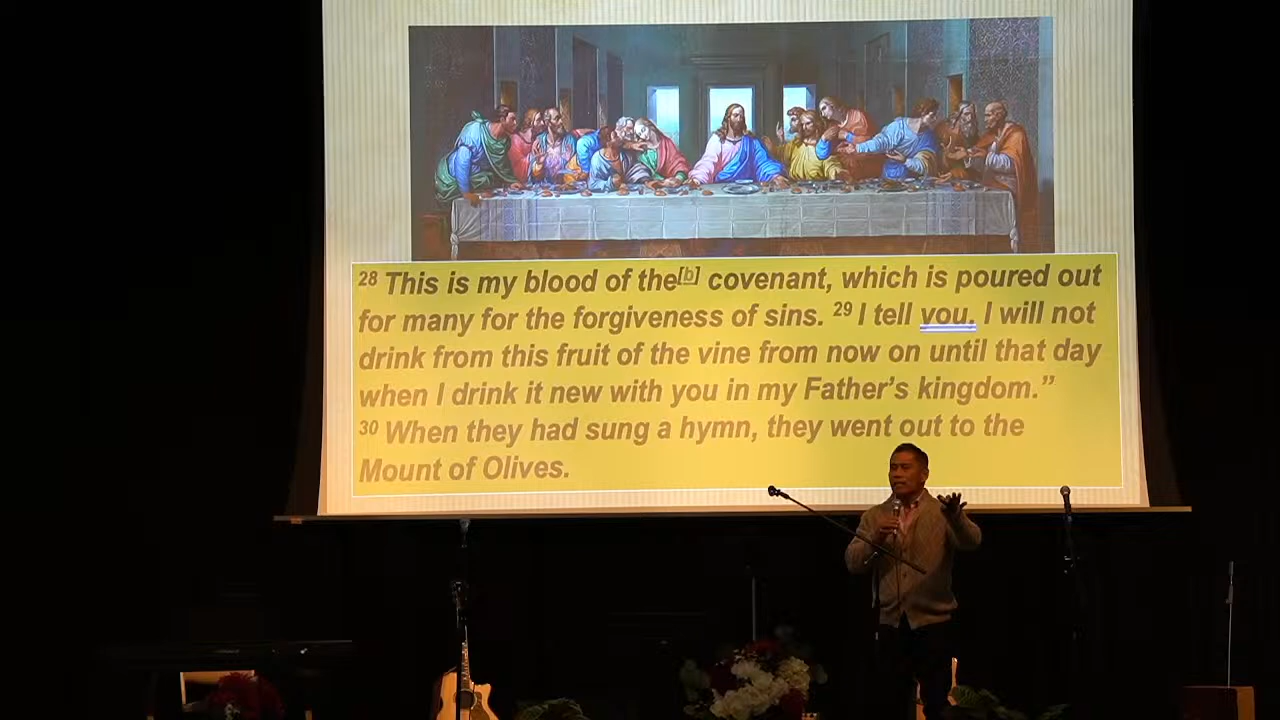 28 This is my blood of the[b] covenant, which is poured out
for many for the forgiveness of sins. 29 I tell you. I will not
drink from this fruit of the vine from now on until that day
when I drink it new with you in my Father’s kingdom.”
30 When they had sung a hymn, they went out to the
Mount of Olives.